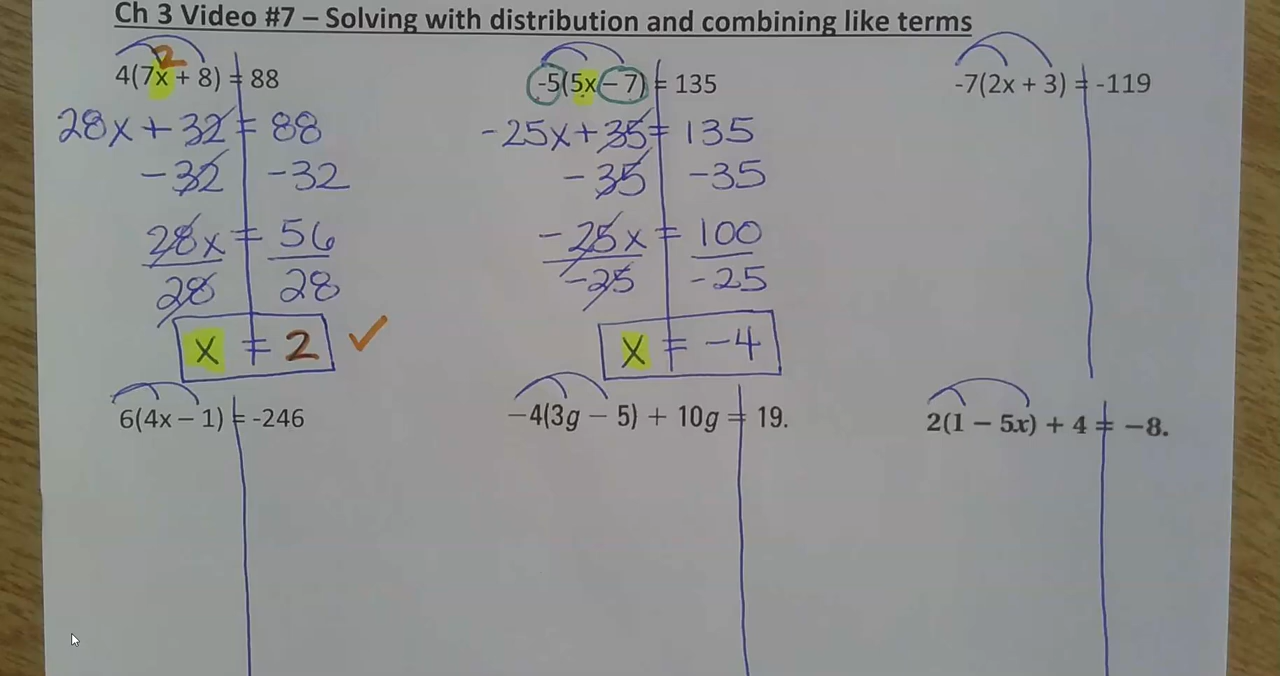 Ch 3 Video #7 – Solving with distribution and combining like terms
2
4(7x + 8) = 88
28x + 32 = 88
-32 -32
28x = 56
28 28
x = 2 ✓
-5(5x – 7) = 135
-25x + 35 = 135
-35 -35
-25x = 100
-25 -25
x = -4
-7(2x + 3) = -119
6(4x – 1) = -246
−4(3g − 5) + 10g = 19.
2(1 − 5x) + 4 = −8.